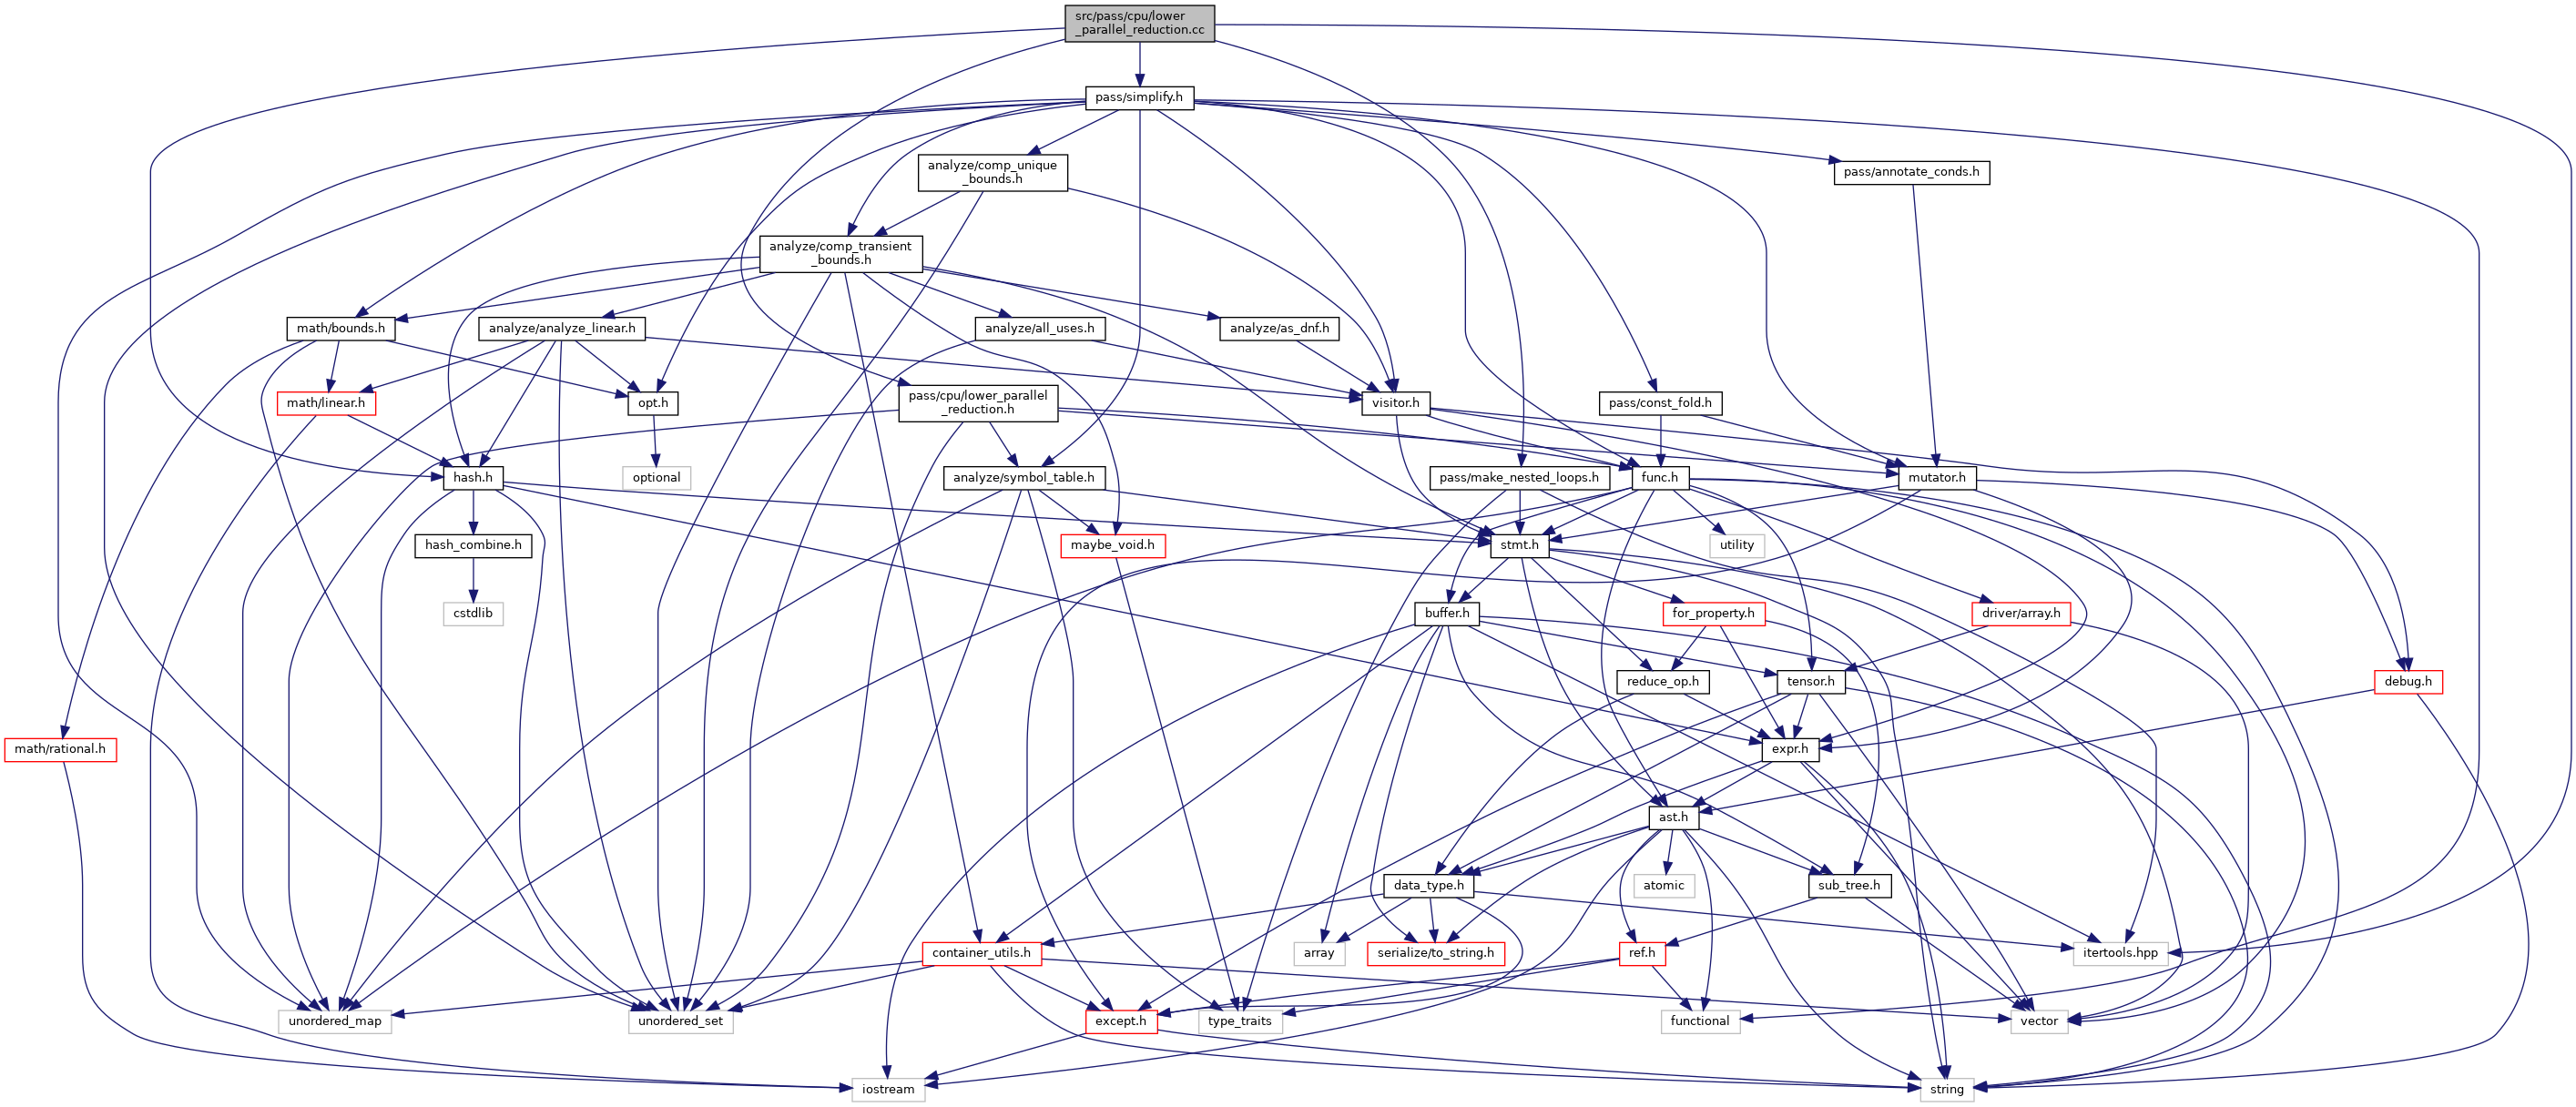 src/pass/cpu/lower
_parallel_reduction.cc
pass/simplify.h
analyze/comp_unique
_bounds.h
pass/annotate_conds.h
analyze/comp_transient
_bounds.h
math/bounds.h
analyze/analyze_linear.h
analyze/all_uses.h
analyze/as_dnf.h
math/linear.h
opt.h
pass/cpu/lower_parallel
_reduction.h
visitor.h
pass/const_fold.h
hash.h
optional
analyze/symbol_table.h
pass/make_nested_loops.h
func.h
mutator.h
hash_combine.h
maybe_void.h
stmt.h
utility
cstdlib
buffer.h
for_property.h
driver/array.h
reduce_op.h
tensor.h
debug.h
math/rational.h
expr.h
ast.h
data_type.h
atomic
sub_tree.h
container_utils.h
array
serialize/to_string.h
ref.h
itertools.hpp
unordered_map
unordered_set
except.h
type_traits
functional
vector
iostream
string